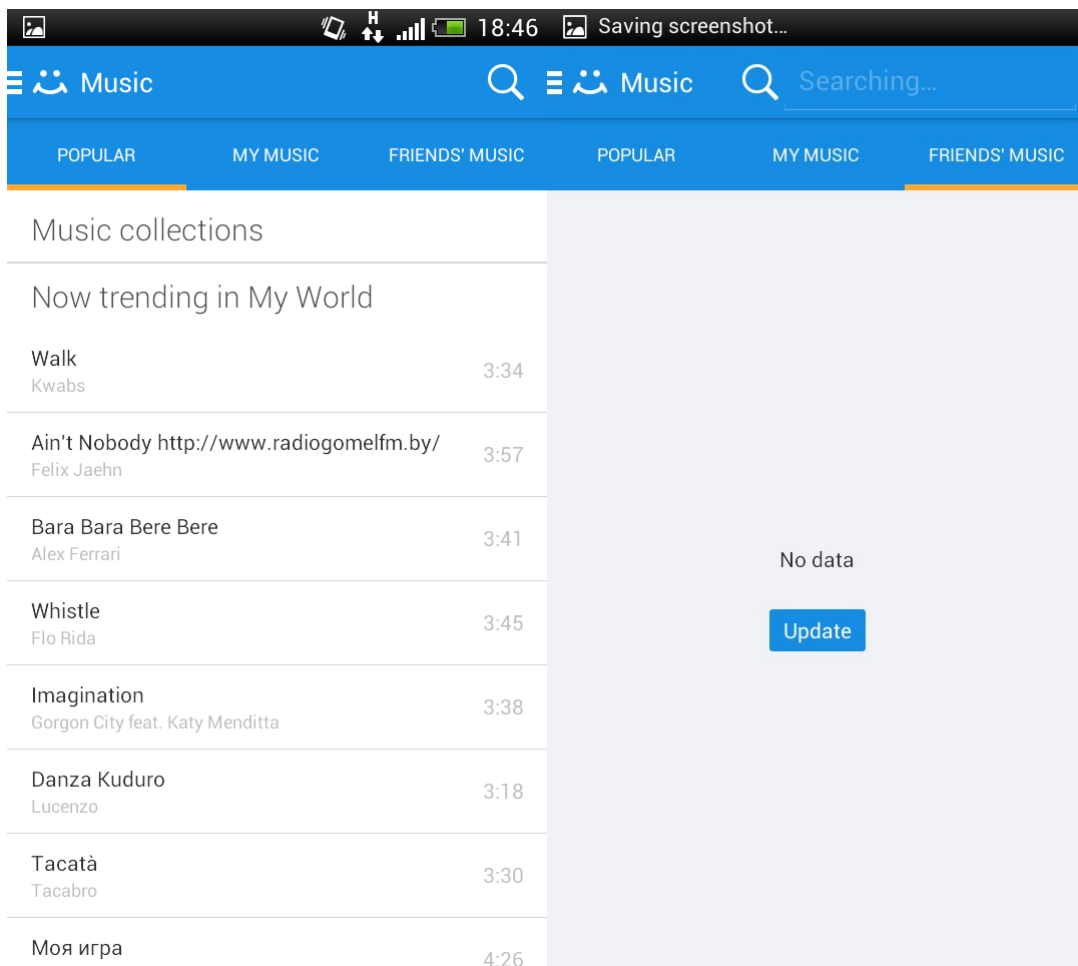 H 18:46
Music
POPULAR MY MUSIC FRIENDS' MUSIC
Music collections
Now trending in My World
Walk 3:34
Kwabs
Ain't Nobody http://www.radiogomelfm.by/ 3:57
Felix Jaehn
Bara Bara Bere Bere 3:41
Alex Ferrari
Whistle 3:45
Flo Rida
Imagination 3:38
Gorgon City feat. Katy Menditta
Danza Kuduro 3:18
Lucenzo
Tacatà 3:30
Tacabro
Моя игра 4:26
Saving screenshot...
Music Searching...
POPULAR MY MUSIC FRIENDS' MUSIC
No data
Update